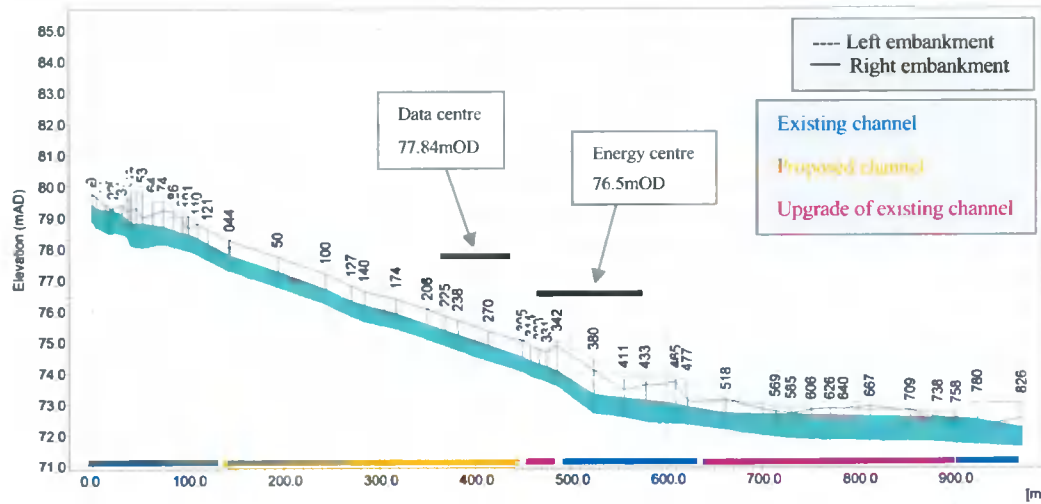 85.0
Left embankment
Right embankment
84.0
83.0
Data centre
77.84mOD
Existing channel
82.0
Energy centre
76.5mOD
Proposed channel
81.0
Upgrade of existing channel
80.0
79.0
78.0
77.0
76.0
75.0
74.0
73.0
72.0
71.0
Elevation (mAD)
53 64 74 110 121 044 50 100 127 140 174 206 225 238 270 331 342 380 411 433 465 477 518 569 585 606 626 640 667 709 738 758 780 826
0.0 100.0 200.0 300.0 400.0 500.0 600.0 700.0 800.0 900.0 [m